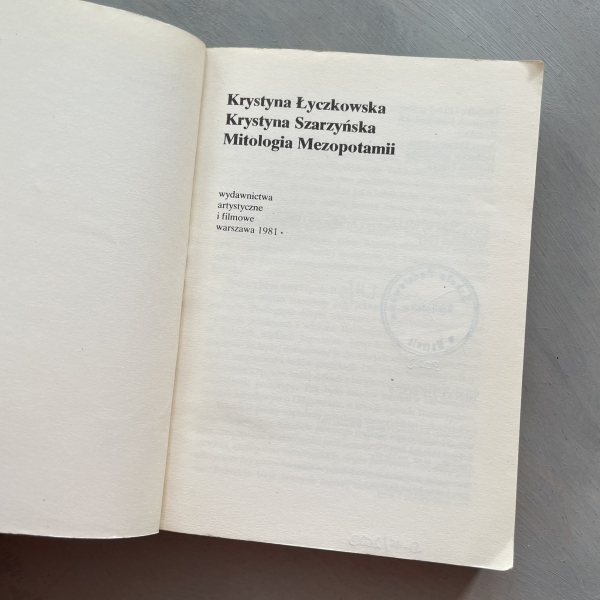 Krystyna Łyczkowska
Krystyna Szarzyńska
Mitologia Mezopotamii
wydawnictwa
artystyczne
i filmowe
warszawa 1981